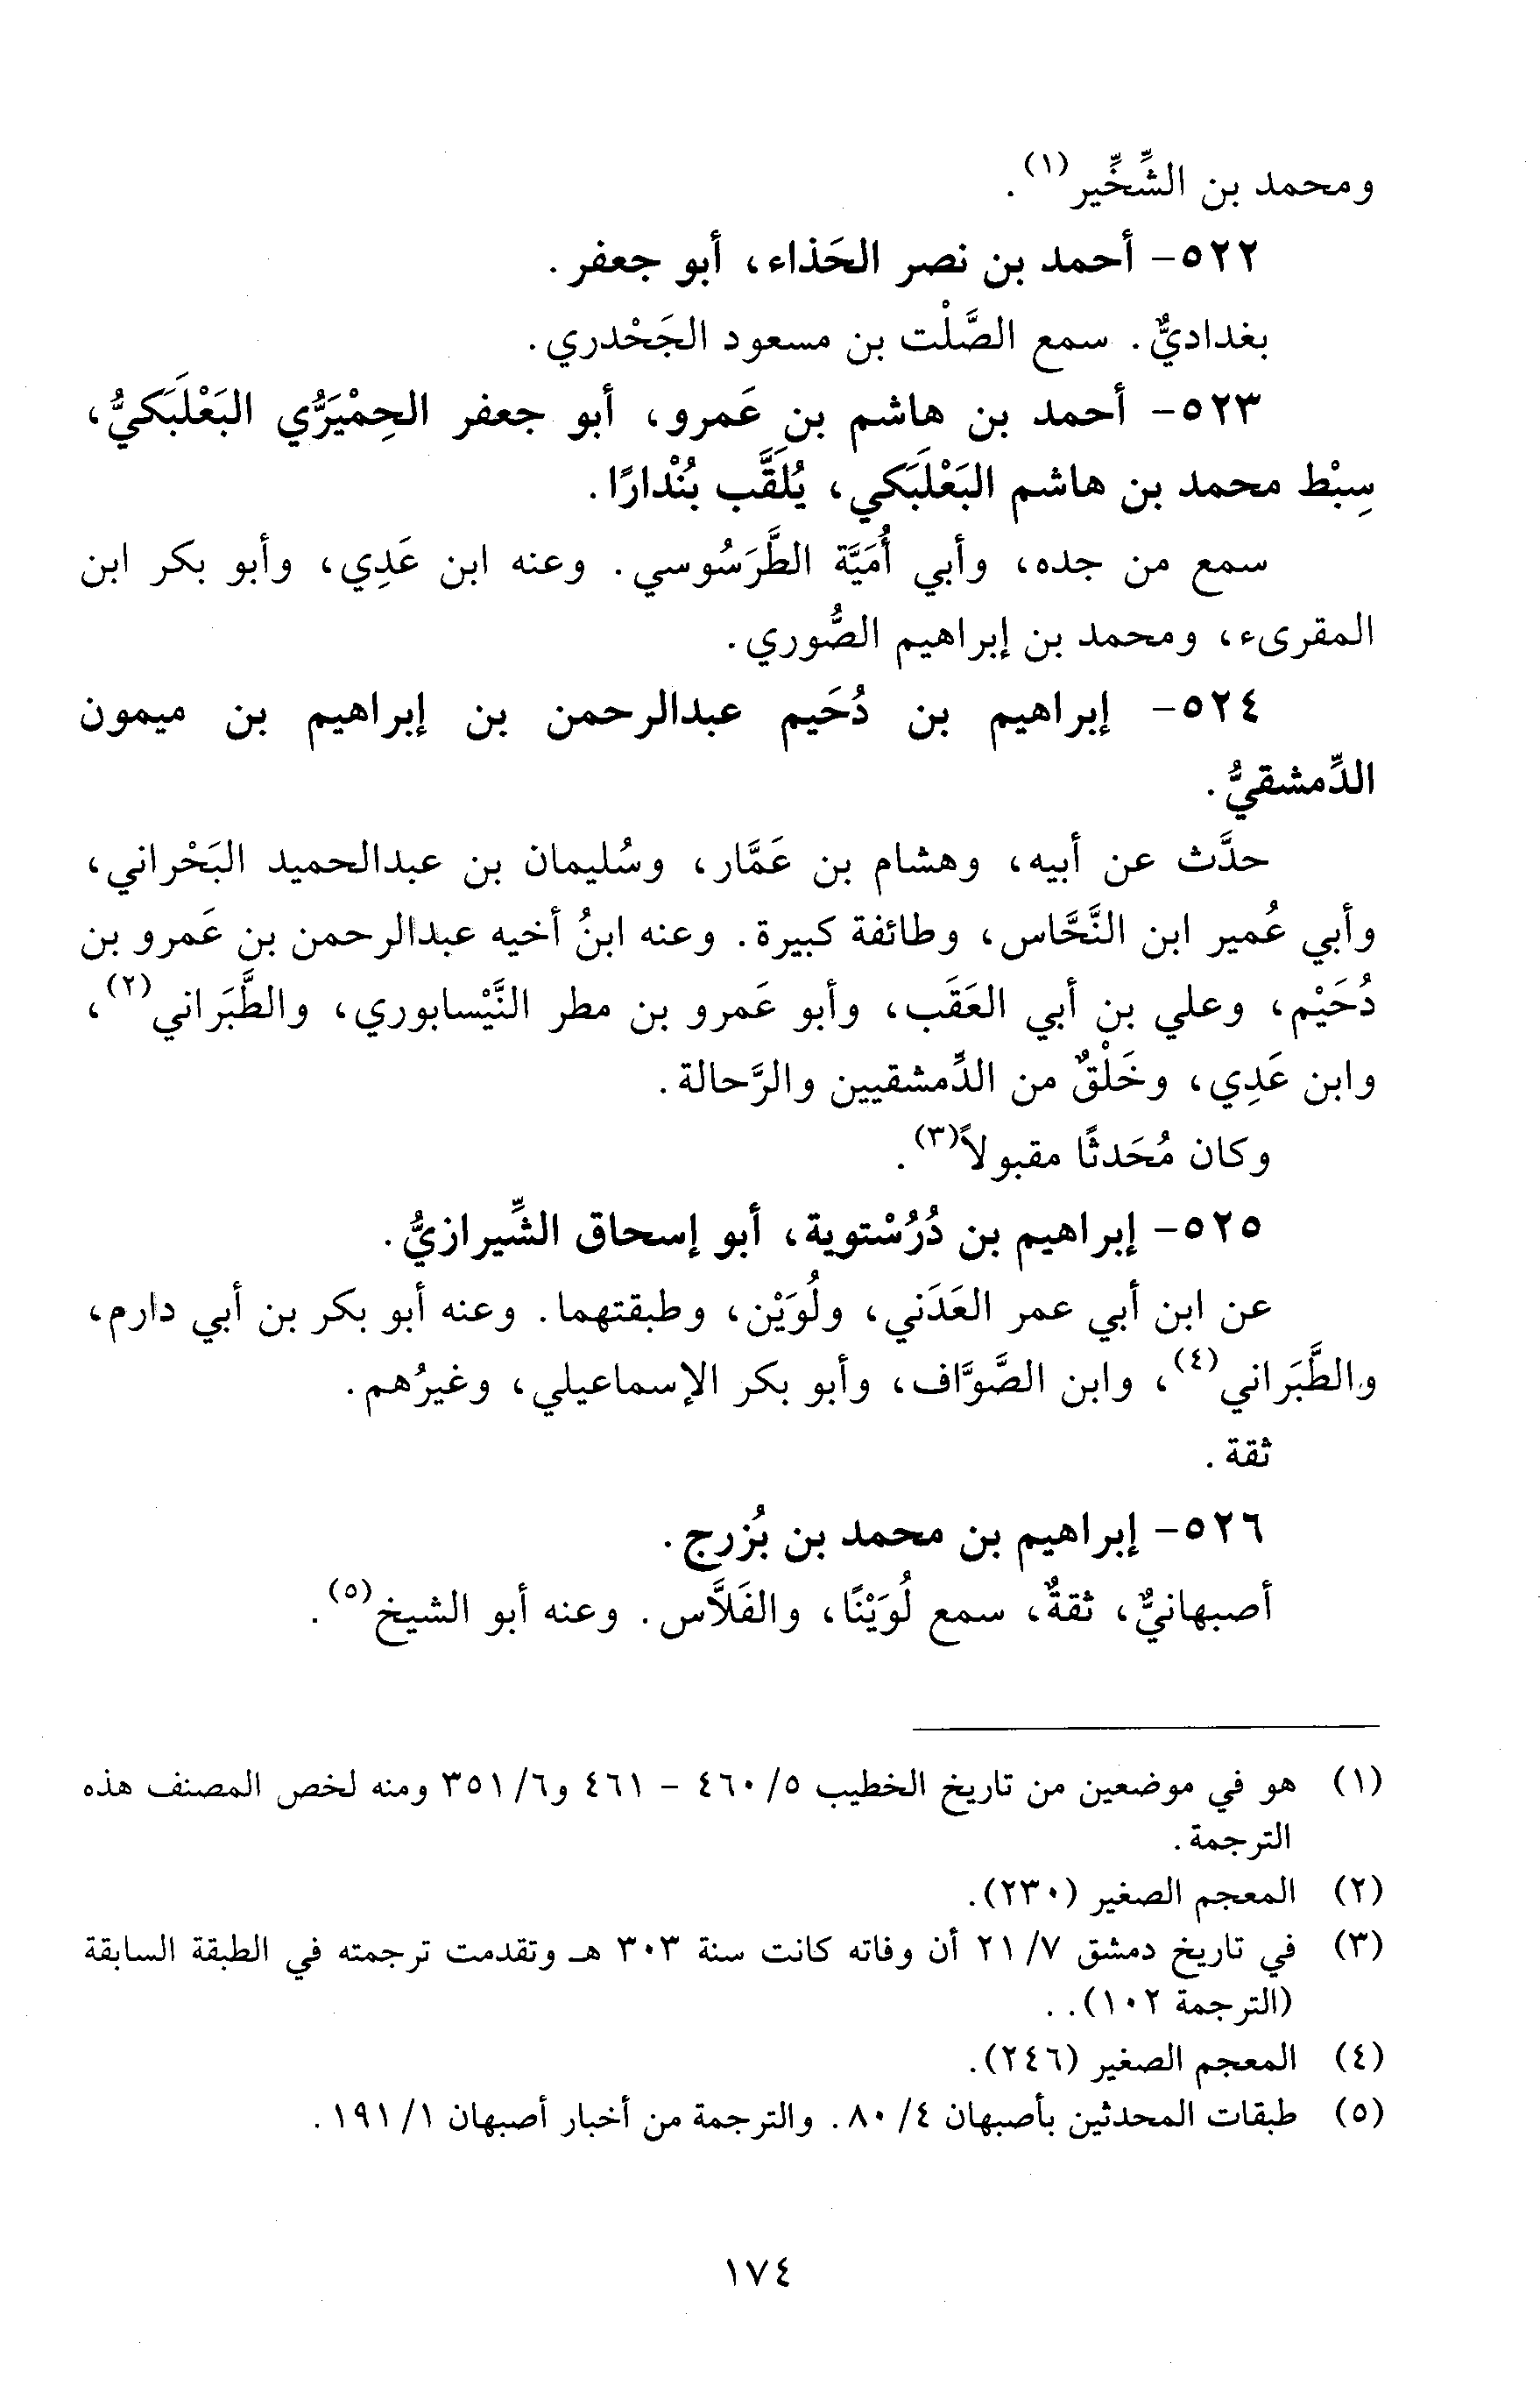 ومحمد بن الشِّخِّير(١).
٥٢٢- أحمد بن نصر الحَذاء، أبو جعفر.
بغداديٌّ. سمع الصَّلْت بن مسعود الجَحْدري.
٥٢٣- أحمد بن هاشم بن عَمرو، أبو جعفر الحِمْيَرُّي البَعْلَبَكيُّ،
سِبْط محمد بن هاشم البَعْلَبَكي، يُلَقَّب بُنْدارًا.
سمع من جده، وأبي أُمَيَّة الطَّرَسُوسي. وعنه ابن عَدِي، وأبو بكر ابن
المقرىء، ومحمد بن إبراهيم الصُّوري.
٥٢٤- إبراهيم بن دُحَيم عبدالرحمن بن إبراهيم بن ميمون
الدِّمشقيُّ.
حدَّث عن أبيه، وهشام بن عَمَّار، وسُليمان بن عبدالحميد البَحْراني،
وأبي عُمير ابن النَّحَّاس، وطائفة كبيرة. وعنه ابنُ أخيه عبدالرحمن بن عَمرو بن
دُحَيْم، وعلي بن أبي العَقَب، وأبو عَمرو بن مطر النَّيْسابوري، والطَّبَراني(٢)،
وابن عَدِي، وخَلْقٌ من الدِّمشقيين والرَّحالة.
وكان مُحَدثًا مقبولاً(٣).
٥٢٥- إبراهيم بن دُرُسْتوية، أبو إسحاق الشِّيرازيُّ.
عن ابن أبي عمر العَدَني، ولُوَيْن، وطبقتهما. وعنه أبو بكر بن أبي دارم،
والطَّبَراني(٤)، وابن الصَّوَّاف، وأبو بكر الإسماعيلي، وغيرُهم.
ثقة.
٥٢٦- إبراهيم بن محمد بن بُزرج.
أصبهانيٌّ، ثقةٌ، سمع لُوَيْنًا، والفَلاَّس. وعنه أبو الشيخ(٥).
(١) هو في موضعين من تاريخ الخطيب ٥/ ٤٦٠ - ٤٦١ و٦/ ٣٥١ ومنه لخص المصنف هذه
الترجمة.
(٢) المعجم الصغير (٢٣٠).
(٣) في تاريخ دمشق ٧/ ٢١ أن وفاته كانت سنة ٣٠٣ هـ وتقدمت ترجمته في الطبقة السابقة
(الترجمة ١٠٢). .
(٤) المعجم الصغير (٢٤٦).
(٥) طبقات المحدثين بأصبهان ٤/ ٨٠. والترجمة من أخبار أصبهان ١/ ١٩١.
١٧٤